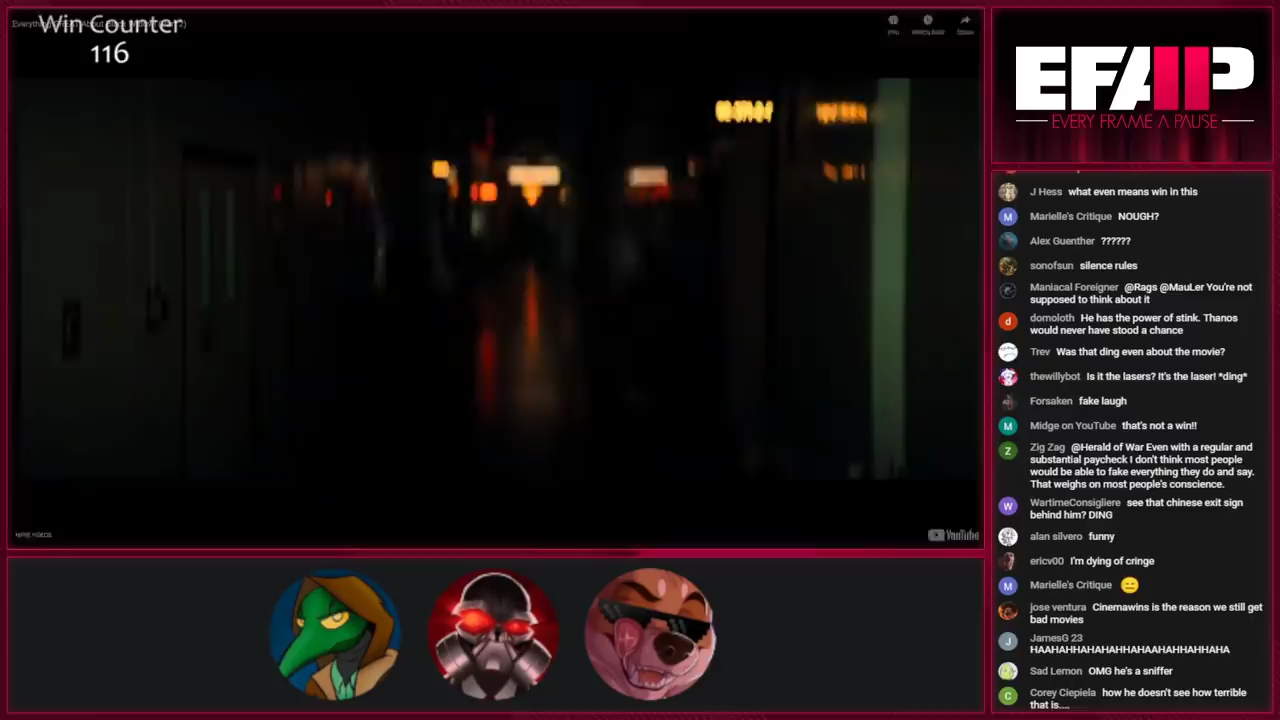 Win Counter
116
YouTube
EFAP
EVERY FRAME A PAUSE
J Hess what even means win in this
M
Marielle's Critique NOUGH?
Alex Guenther ??????
sonofsun silence rules
Maniacal Foreigner @Rags @MauLer You're not
supposed to think about it
d
domoloth He has the power of stink. Thanos
would never have stood a chance
Trev Was that ding even about the movie?
thewillybot Is it the lasers? It's the laser! *ding*
Forsaken fake laugh
M
Midge on YouTube that's not a win!!
Z
Zig Zag @Herald of War Even with a regular and
substantial paycheck I don't think most people
would be able to fake everything they do and say.
That weighs on most people's conscience.
W
WartimeConsigliere see that chinese exit sign
behind him? DING
alan silvero funny
ericv00 I'm dying of cringe
M
Marielle's Critique 😑
jose ventura Cinemawins is the reason we still get
bad movies
J
JamesG 23
HAAHAHHAHAHAHHAHAAHAHHAHHAHA
Sad Lemon OMG he's a sniffer
C
Corey Ciepiela how he doesn't see how terrible
that is....